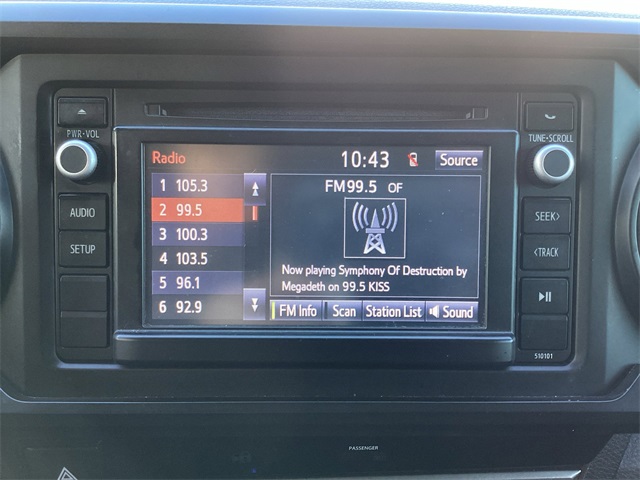 PWR·VOL
TUNE·SCROLL
Radio
10:43
Source
1 105.3
2 99.5
3 100.3
4 103.5
5 96.1
6 92.9
FM99.5 OF
Now playing Symphony Of Destruction by
Megadeth on 99.5 KISS
FM Info
Scan
Station List
Sound
AUDIO
SETUP
SEEK>
<TRACK
510101
PASSENGER